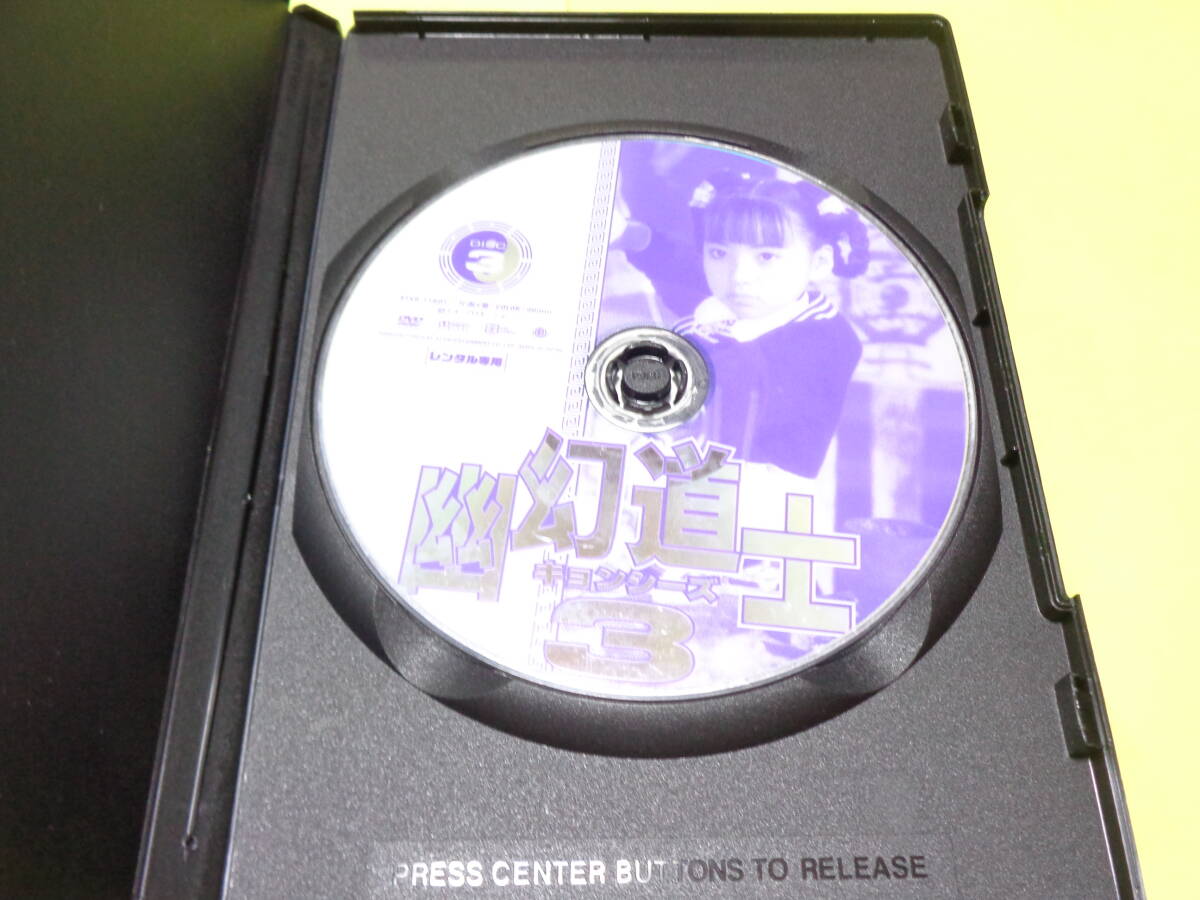 DISC
3
DVD
レンタル専用
幽幻道士
キョンシーズ
3
PRESS CENTER BUTTONS TO RELEASE